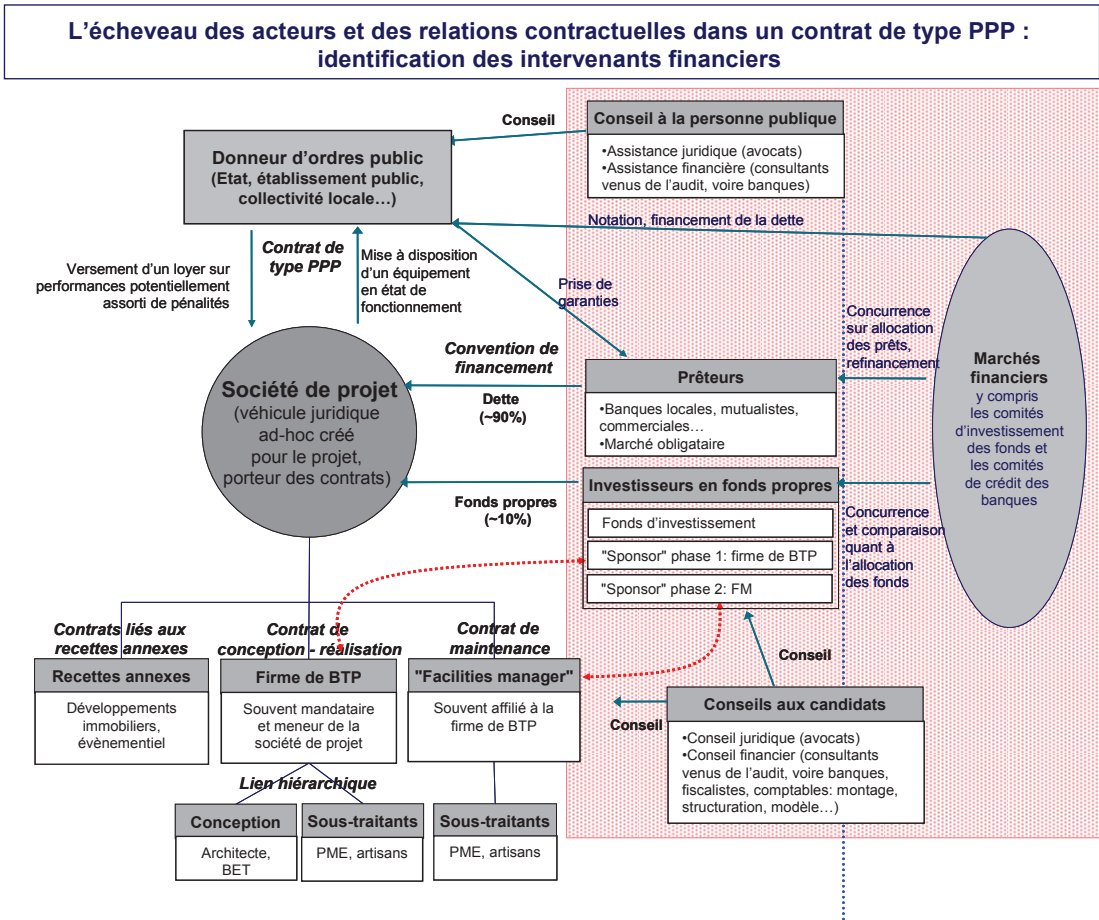 L'écheveau des acteurs et des relations contractuelles dans un contrat de type PPP :
identification des intervenants financiers
Conseil
Conseil à la personne publique
•Assistance juridique (avocats)
•Assistance financière (consultants
venus de l'audit, voire banques)
Donneur d'ordres public
(Etat, établissement public,
collectivité locale…)
Notation, financement de la dette
Contrat de
type PPP
Versement d'un loyer sur
performances potentiellement
assorti de pénalités
Mise à disposition
d'un équipement
en état de
fonctionnement
Prise de
garanties
Concurrence
sur allocation
des prêts,
refinancement
Marchés
financiers
y compris
les comités
d'investissement
des fonds et
les comités
de crédit des
banques
Convention de
financement
Dette
(~90%)
Prêteurs
•Banques locales, mutualistes,
commerciales…
•Marché obligataire
Société de projet
(véhicule juridique
ad-hoc créé
pour le projet,
porteur des contrats)
Fonds propres
(~10%)
Investisseurs en fonds propres
Fonds d'investissement
"Sponsor" phase 1: firme de BTP
"Sponsor" phase 2: FM
Concurrence
et comparaison
quant à
l'allocation
des fonds
Contrats liés aux
recettes annexes
Contrat de
conception - réalisation
Contrat de
maintenance
Recettes annexes
Développements
immobiliers,
évènementiel
Firme de BTP
Souvent mandataire
et meneur de la
société de projet
"Facilities manager"
Souvent affilié à la
firme de BTP
Conseil
Conseil
Conseils aux candidats
•Conseil juridique (avocats)
•Conseil financier (consultants
venus de l'audit, voire banques,
fiscalistes, comptables: montage,
structuration, modèle…)
Lien hiérarchique
Conception
Architecte,
BET
Sous-traitants
PME, artisans
Sous-traitants
PME, artisans